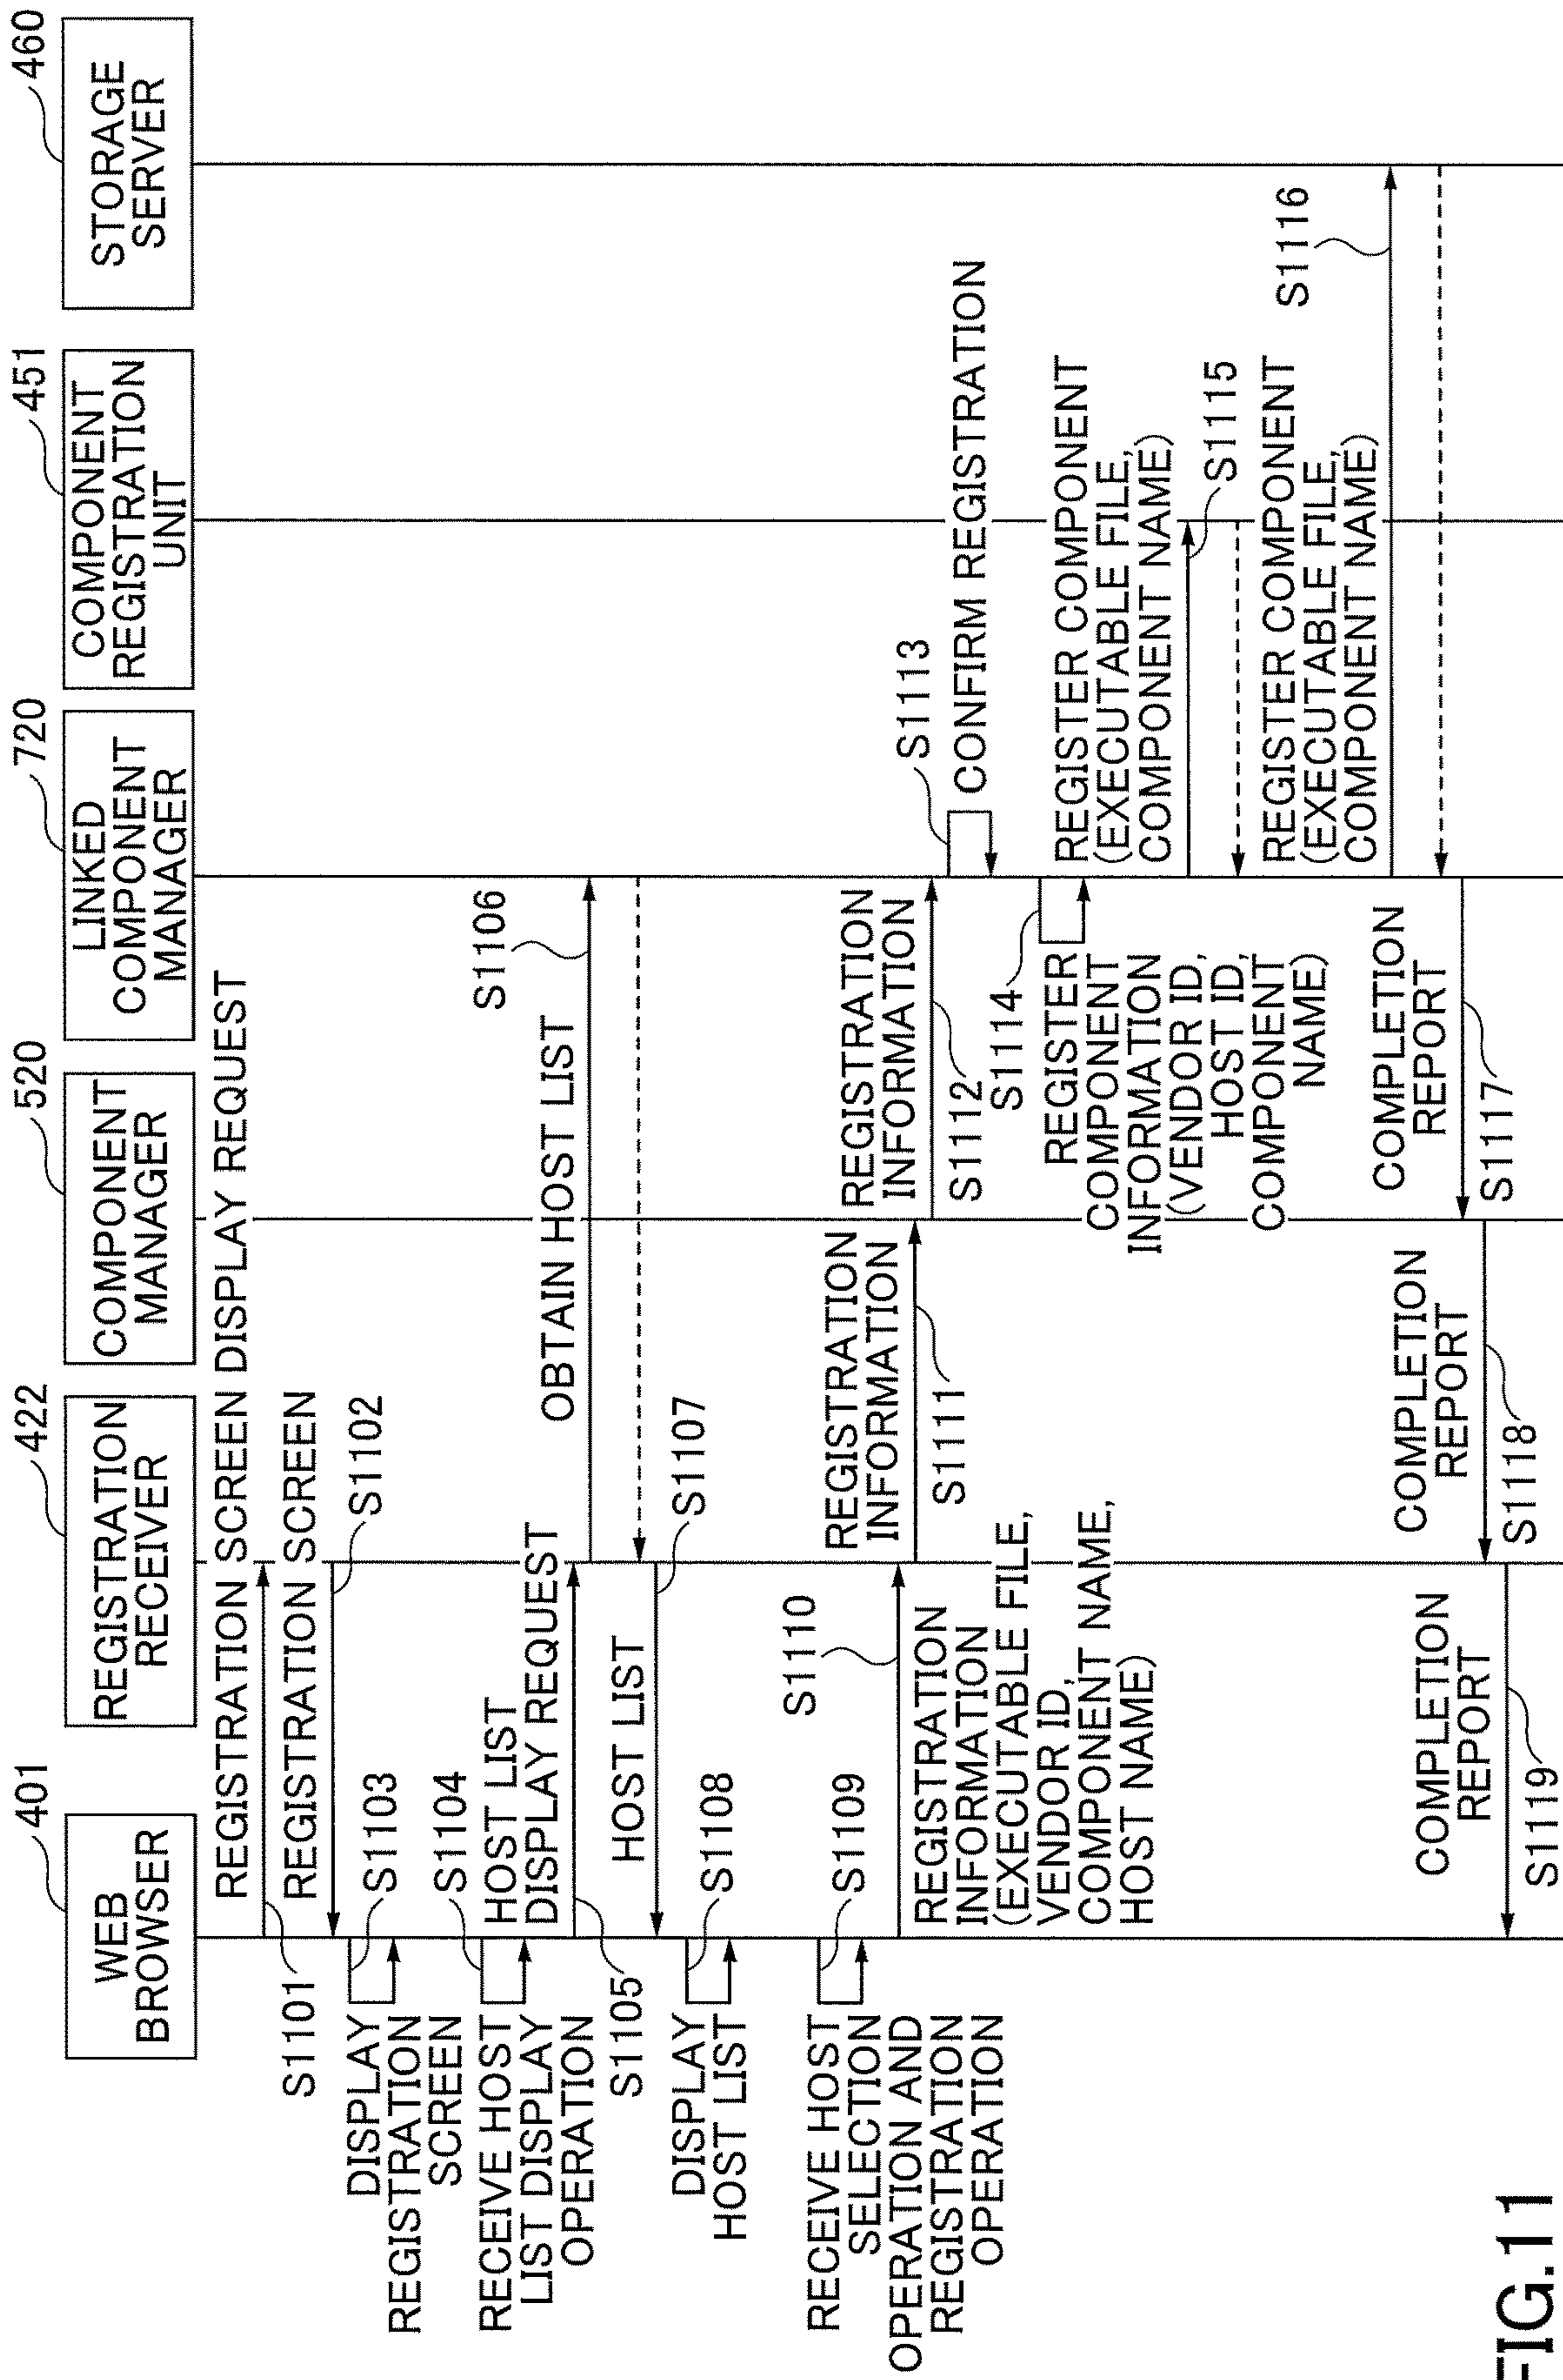 401
WEB
BROWSER
422
REGISTRATION
RECEIVER
520
COMPONENT
MANAGER
720
LINKED
COMPONENT
MANAGER
451
COMPONENT
REGISTRATION
UNIT
460
STORAGE
SERVER
REGISTRATION SCREEN DISPLAY REQUEST
S1101
REGISTRATION SCREEN
S1102
DISPLAY
REGISTRATION
SCREEN
S1103
RECEIVE HOST
LIST DISPLAY
OPERATION
S1104
HOST LIST
DISPLAY REQUEST
S1105
OBTAIN HOST LIST
S1106
HOST LIST
S1107
DISPLAY
HOST LIST
S1108
RECEIVE HOST
SELECTION
OPERATION AND
REGISTRATION
OPERATION
S1109
S1110
REGISTRATION
INFORMATION
(EXECUTABLE FILE,
VENDOR ID,
COMPONENT NAME,
HOST NAME)
REGISTRATION
INFORMATION
S1111
REGISTRATION
INFORMATION
S1112
S1113
CONFIRM REGISTRATION
S1114
REGISTER
COMPONENT
INFORMATION
(VENDOR ID,
HOST ID,
COMPONENT
NAME)
REGISTER COMPONENT
(EXECUTABLE FILE,
COMPONENT NAME)
S1115
REGISTER COMPONENT
(EXECUTABLE FILE,
COMPONENT NAME)
S1116
COMPLETION
REPORT
S1117
COMPLETION
REPORT
S1118
COMPLETION
REPORT
S1119
FIG.11